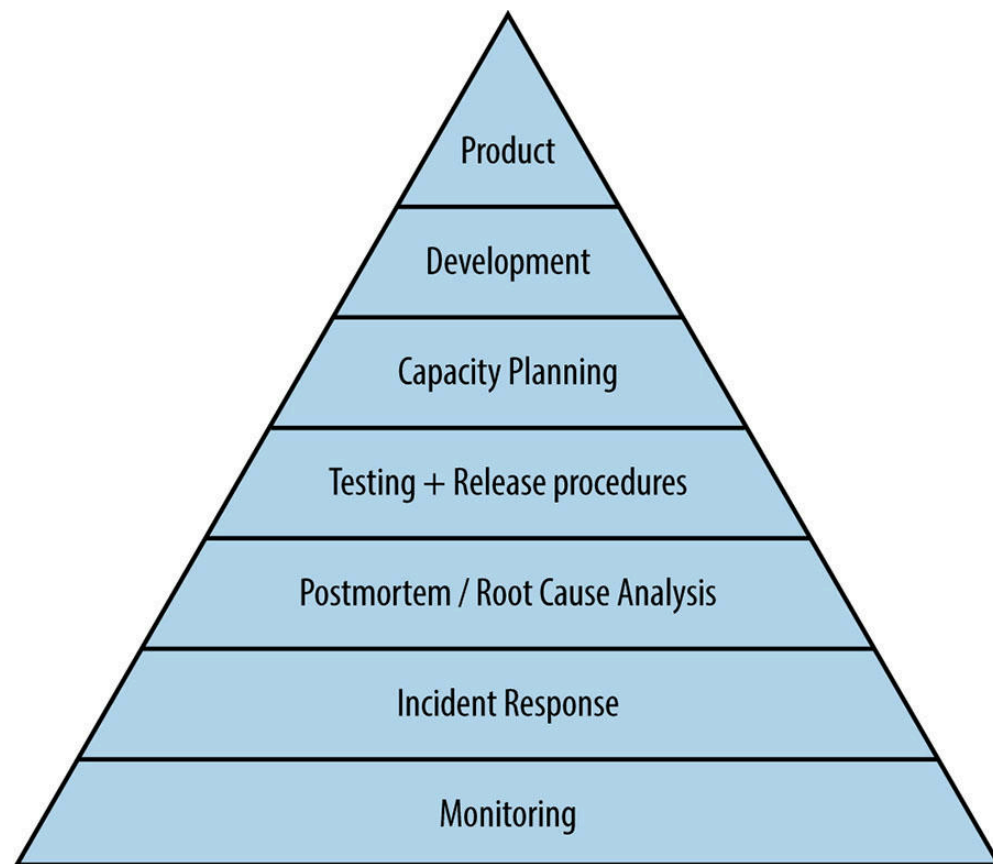 Product
Development
Capacity Planning
Testing + Release procedures
Postmortem / Root Cause Analysis
Incident Response
Monitoring